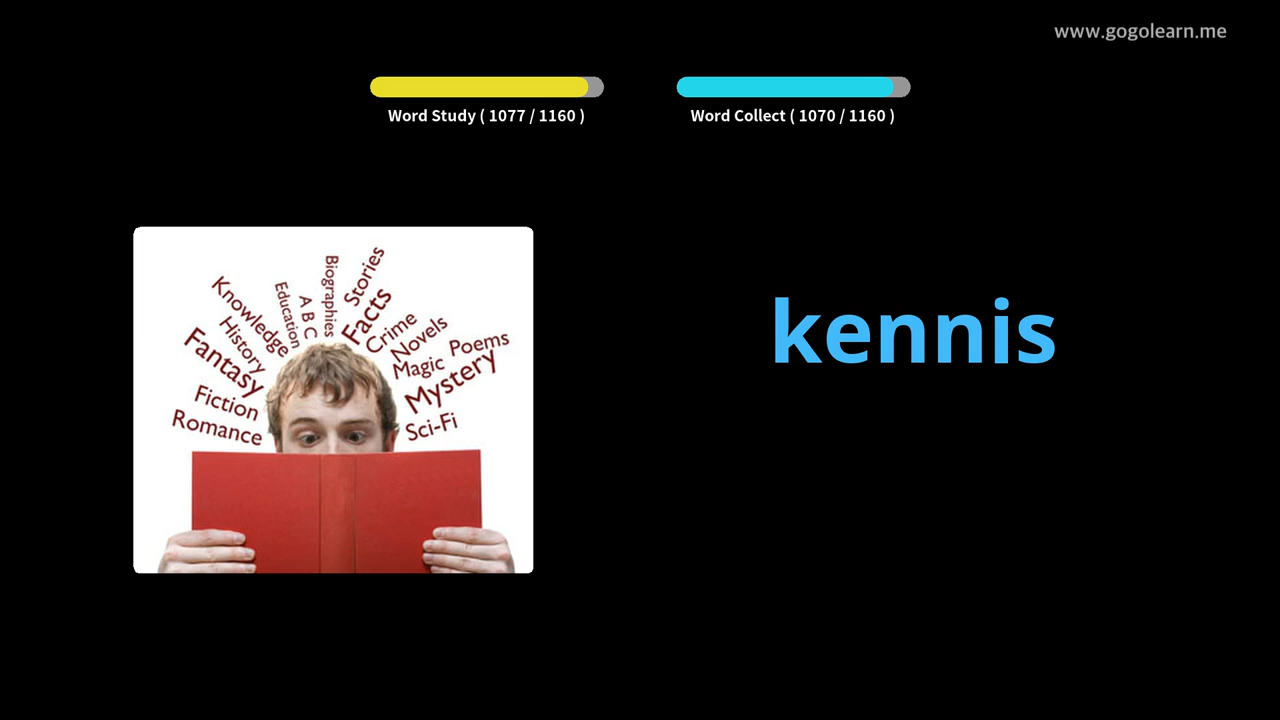 www.gogolearn.me
Word Study ( 1077 / 1160 )
Word Collect ( 1070 / 1160 )
Knowledge
Education
A B C
Biographies
Stories
Facts
History
Crime
Novels
Poems
Fantasy
Magic
Mystery
Fiction
Romance
Sci-Fi
kennis